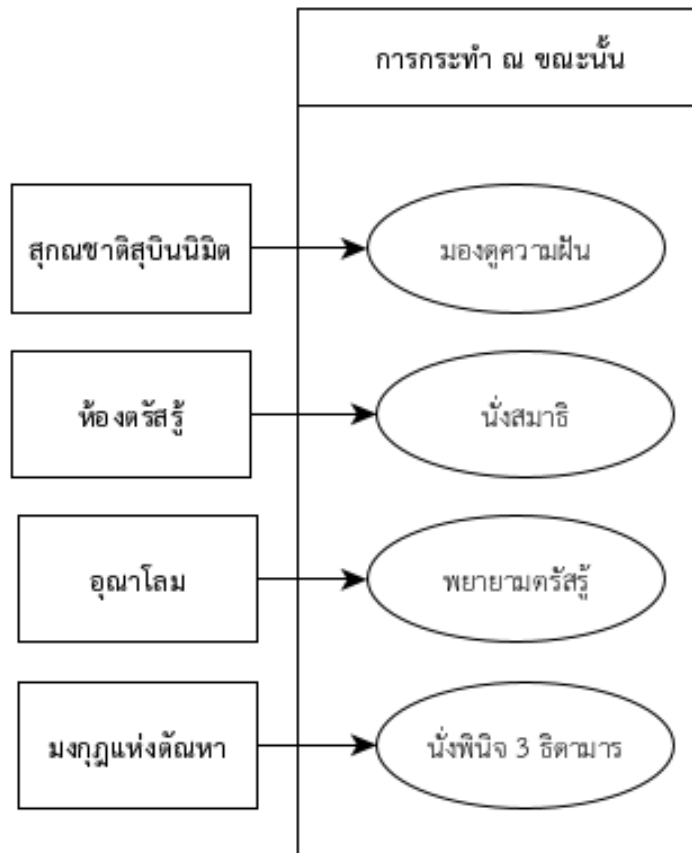 การกระทำ ณ ขณะนั้น
สุกณชาติสุบินนิมิต
มองดูความฝัน
ห้องตรัสรู้
นั่งสมาธิ
อุณาโลม
พยายามตรัสรู้
มงกุฎแห่งตัณหา
นั่งพินิจ 3 ธิดามาร